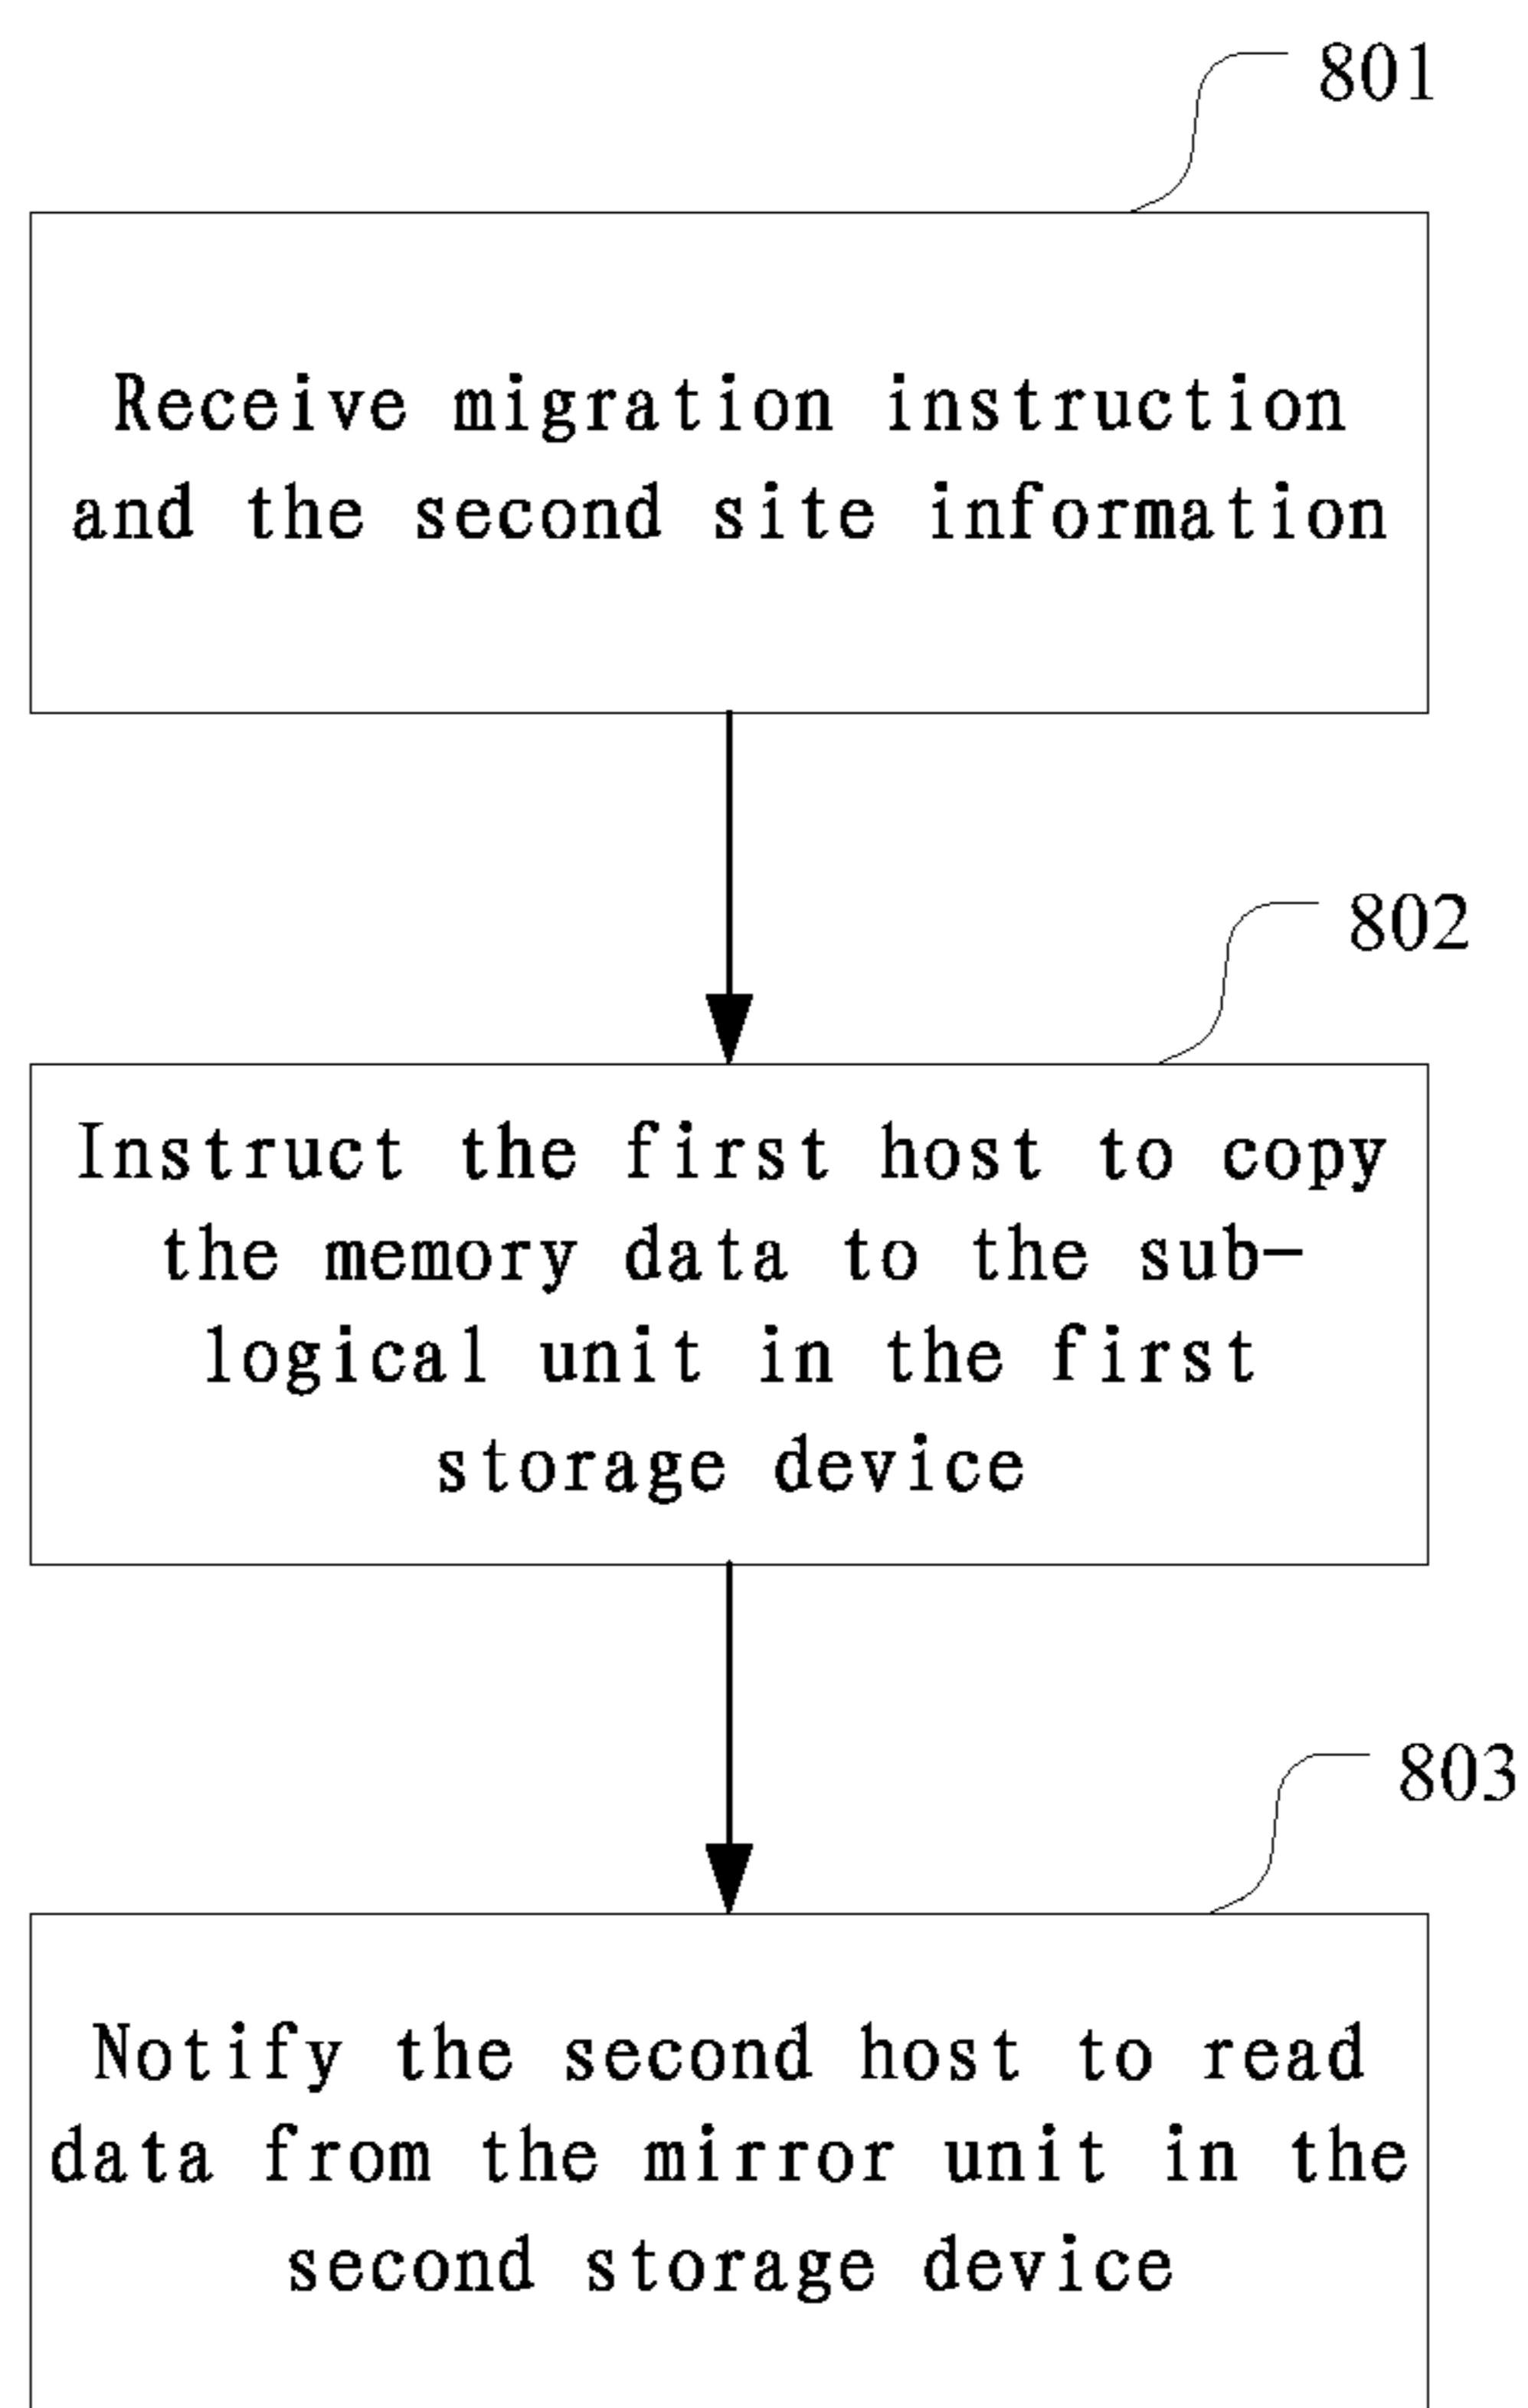 801
Receive migration instruction
and the second site information
802
Instruct the first host to copy
the memory data to the sub-
logical unit in the first
storage device
803
Notify the second host to read
data from the mirror unit in the
second storage device